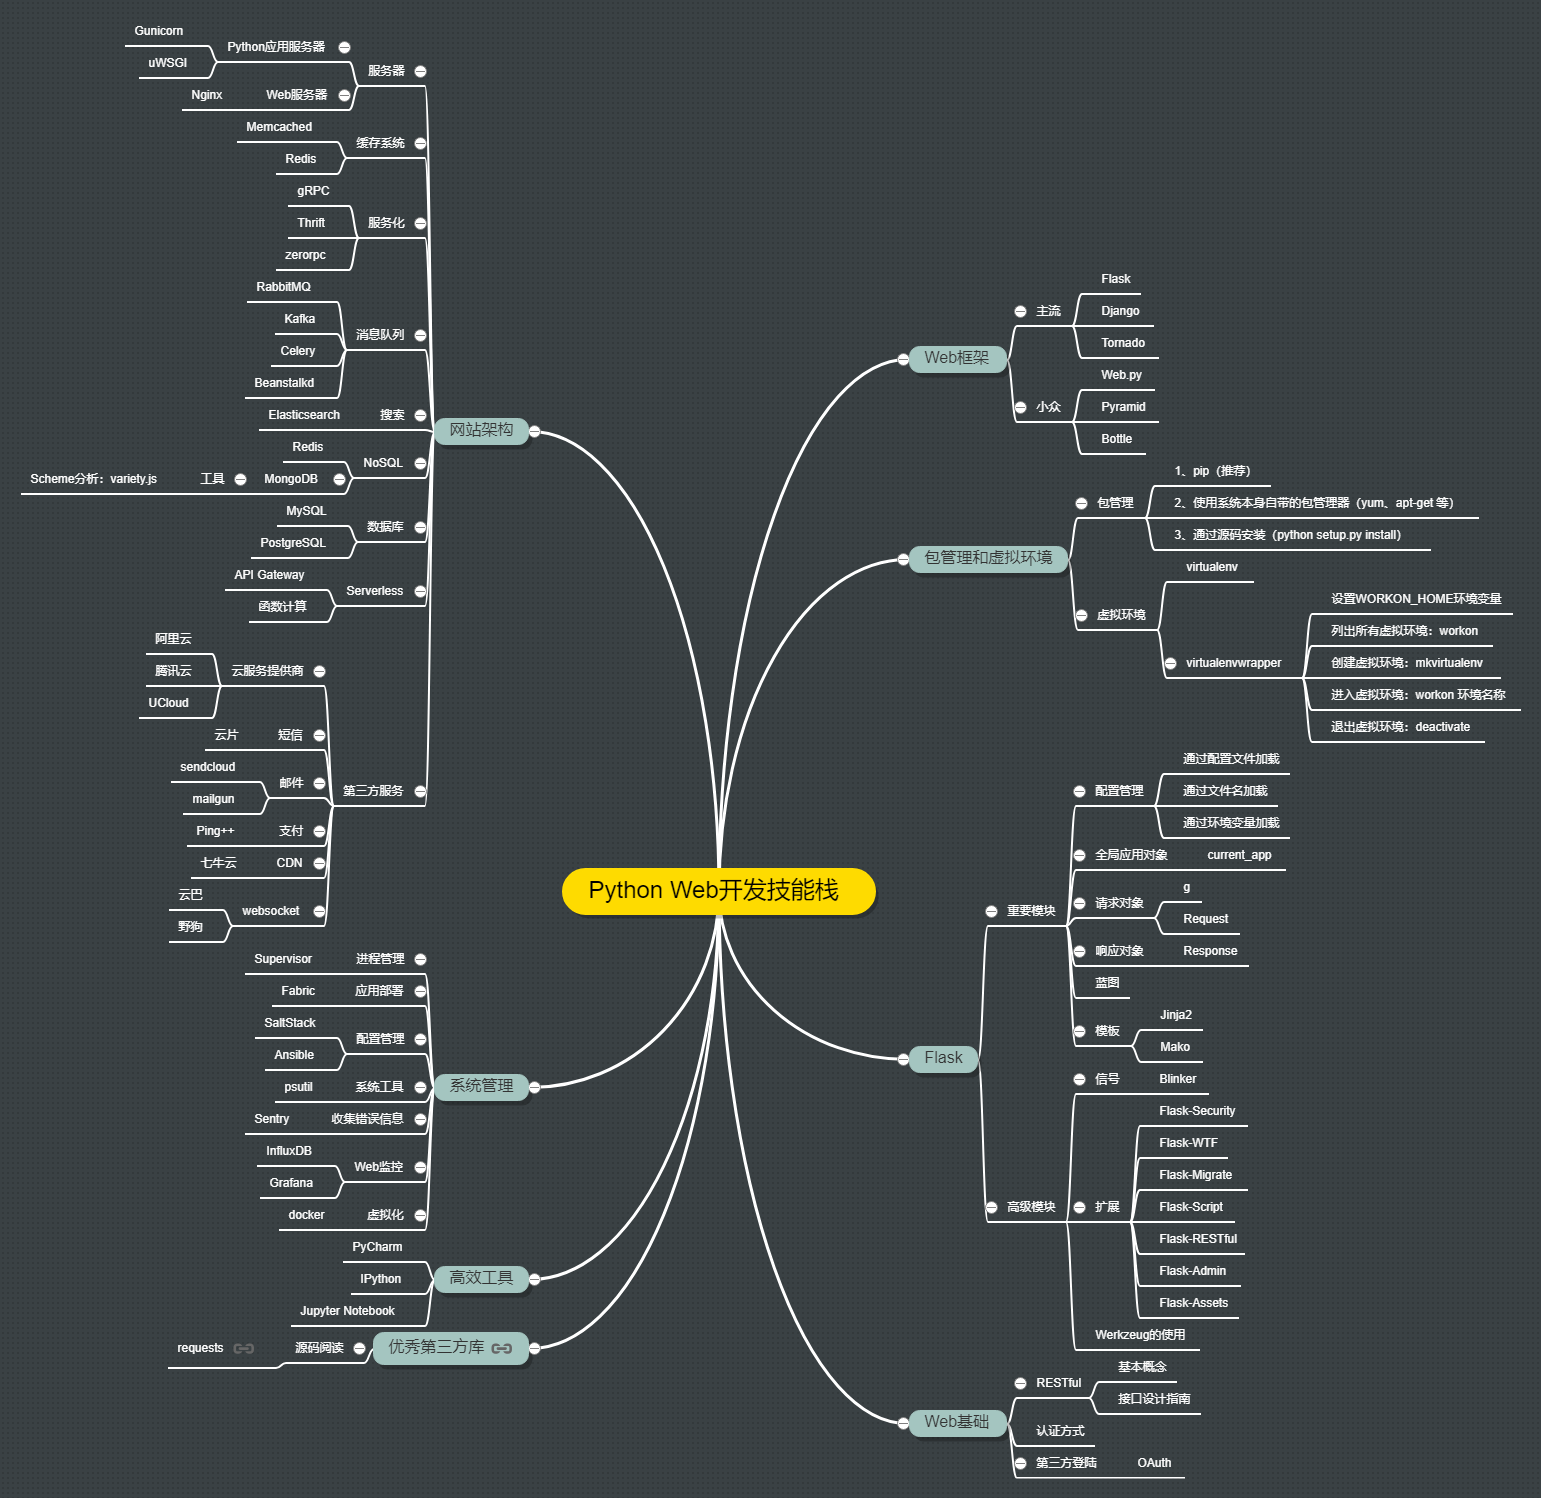 Python Web开发技能栈
网站架构
服务器
Python应用服务器
Gunicorn
uWSGI
Web服务器
Nginx
缓存系统
Memcached
Redis
服务化
gRPC
Thrift
zerorpc
消息队列
RabbitMQ
Kafka
Celery
Beanstalkd
搜索
Elasticsearch
NoSQL
Redis
MongoDB
工具
Scheme分析：variety.js
数据库
MySQL
PostgreSQL
Serverless
API Gateway
函数计算
第三方服务
云服务提供商
阿里云
腾讯云
UCloud
短信
云片
邮件
sendcloud
mailgun
支付
Ping++
CDN
七牛云
websocket
云巴
野狗
系统管理
进程管理
Supervisor
应用部署
Fabric
配置管理
SaltStack
Ansible
系统工具
psutil
收集错误信息
Sentry
Web监控
InfluxDB
Grafana
虚拟化
docker
高效工具
PyCharm
IPython
Jupyter Notebook
优秀第三方库
源码阅读
requests
Web框架
主流
Flask
Django
Tornado
小众
Web.py
Pyramid
Bottle
包管理和虚拟环境
包管理
1、pip（推荐）
2、使用系统本身自带的包管理器（yum、apt-get 等）
3、通过源码安装（python setup.py install）
虚拟环境
virtualenv
virtualenvwrapper
设置WORKON_HOME环境变量
列出所有虚拟环境：workon
创建虚拟环境：mkvirtualenv
进入虚拟环境：workon 环境名称
退出虚拟环境：deactivate
Flask
重要模块
配置管理
通过配置文件加载
通过文件名加载
通过环境变量加载
全局应用对象
current_app
请求对象
g
Request
响应对象
Response
蓝图
模板
Jinja2
Mako
高级模块
信号
Blinker
扩展
Flask-Security
Flask-WTF
Flask-Migrate
Flask-Script
Flask-RESTful
Flask-Admin
Flask-Assets
Werkzeug的使用
Web基础
RESTful
基本概念
接口设计指南
认证方式
第三方登陆
OAuth